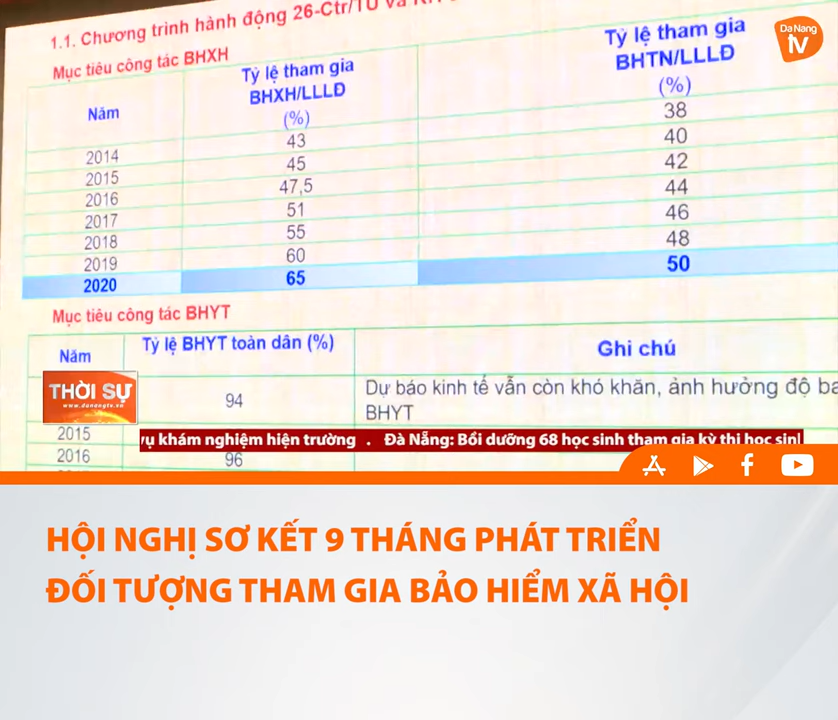 1.1. Chương trình hành động 26-Ctr/TU và
Mục tiêu công tác BHXH
Năm
Tỷ lệ tham gia
BHXH/LLLĐ
(%)
Tỷ lệ tham gia
BHTN/LLLĐ
(%)
2014 43 38
2015 45 40
2016 47,5 42
2017 51 44
2018 55 46
2019 60 48
2020 65 50
Mục tiêu công tác BHYT
Năm Tỷ lệ BHYT toàn dân (%) Ghi chú
94 Dự báo kinh tế vẫn còn khó khăn, ảnh hưởng độ
BHYT
2015
2016 96
Da Nang
tv
THỜI SỰ
www.danangtv.vn
vụ khám nghiệm hiện trường . Đà Nẵng: Bồi dưỡng 68 học sinh tham gia kỳ thi học
HỘI NGHỊ SƠ KẾT 9 THÁNG PHÁT TRIỂN
ĐỐI TƯỢNG THAM GIA BẢO HIỂM XÃ HỘI